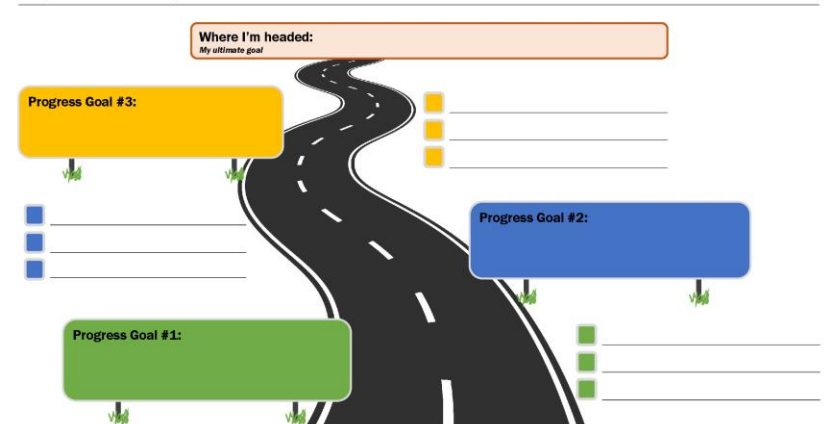 Where I'm headed:
My ultimate goal
Progress Goal #3:
Progress Goal #2:
Progress Goal #1: